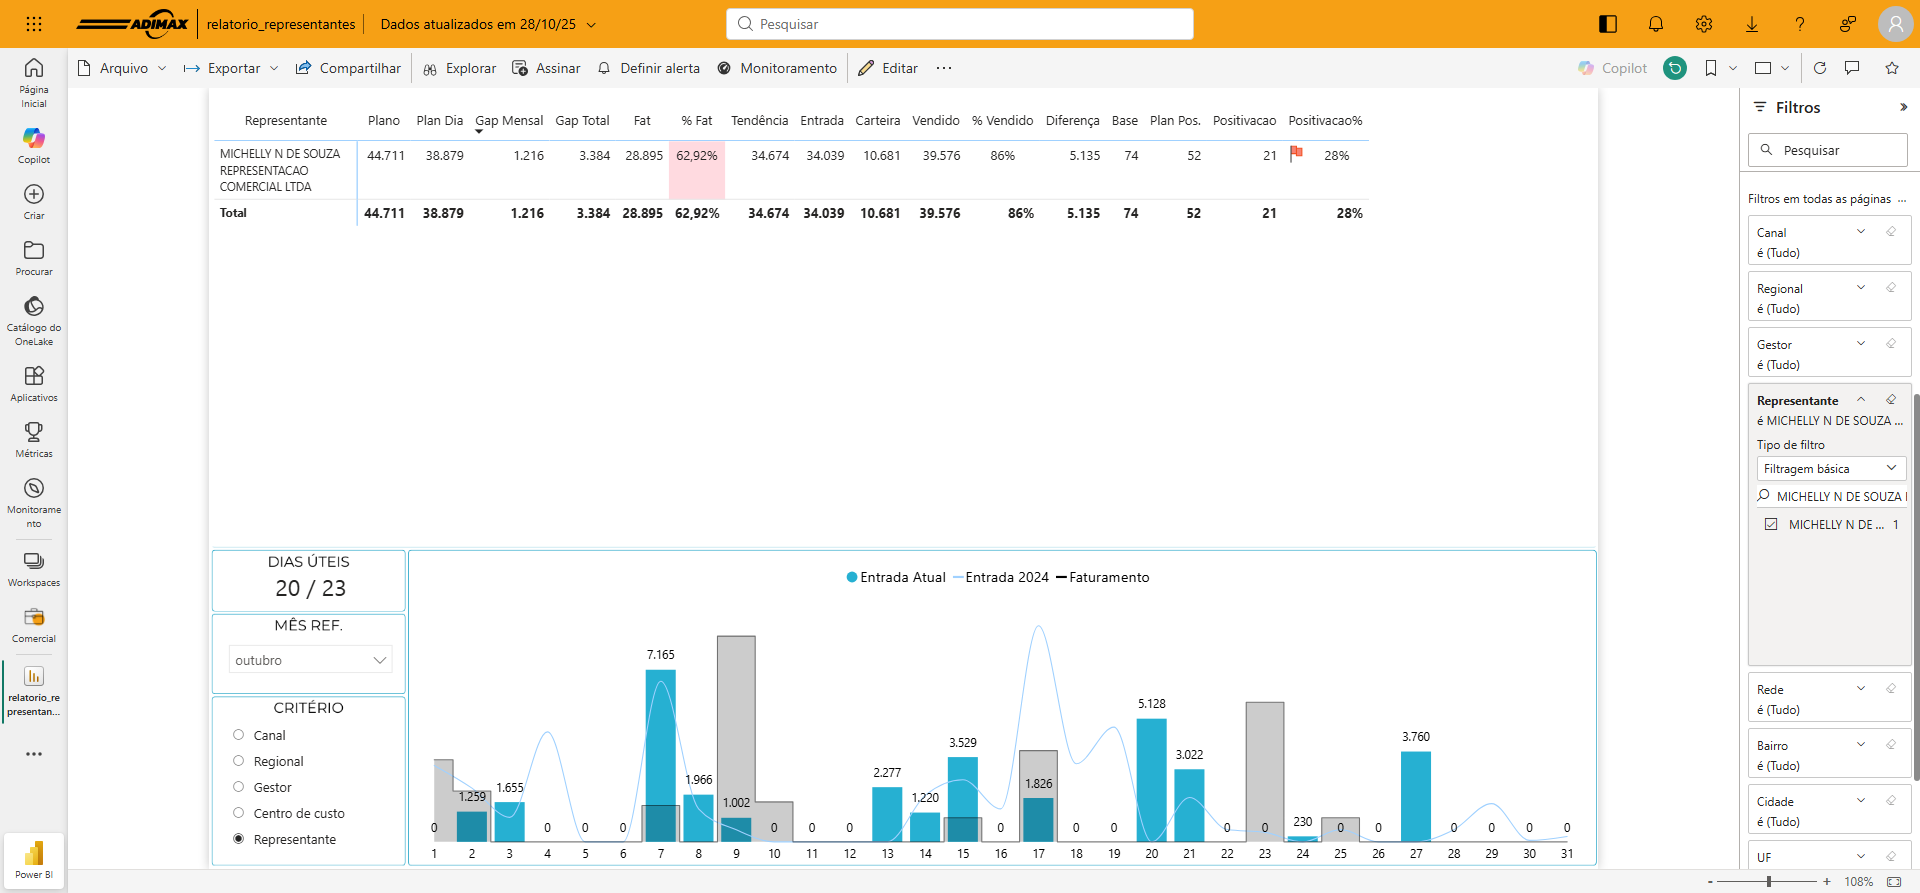 ADIMAX relatorio_representantes Dados atualizados em 28/10/25 Pesquisar
Arquivo Exportar Compartilhar Explorar Assinar Definir alerta Monitoramento Editar ... Copilot
Página Inicial
Copilot
Criar
Procurar
Catálogo do OneLake
Aplicativos
Métricas
Monitorame
nto
Workspaces
Comercial
relatorio_re
presentan...
Power BI
Representante Plano Plan Dia Gap Mensal Gap Total Fat % Fat Tendência Entrada Carteira Vendido % Vendido Diferença Base Plan Pos. Positivacao Positivacao%
MICHELLY N DE SOUZA 44.711 38.879 1.216 3.384 28.895 62,92% 34.674 34.039 10.681 39.576 86% 5.135 74 52 21 28%
REPRESENTACAO
COMERCIAL LTDA
Total 44.711 38.879 1.216 3.384 28.895 62,92% 34.674 34.039 10.681 39.576 86% 5.135 74 52 21 28%
DIAS ÚTEIS
20 / 23
MÊS REF.
outubro
CRITÉRIO
Canal
Regional
Gestor
Centro de custo
Representante
Entrada Atual Entrada 2024 Faturamento
0 1.259 1.655 0 0 0 7.165 1.966 1.002 0 0 0 2.277 1.220 3.529 0 1.826 0 0 5.128 3.022 0 0 230 0 0 3.760 0 0 0 0
1 2 3 4 5 6 7 8 9 10 11 12 13 14 15 16 17 18 19 20 21 22 23 24 25 26 27 28 29 30 31
Filtros
Pesquisar
Filtros em todas as páginas ...
Canal
é (Tudo)
Regional
é (Tudo)
Gestor
é (Tudo)
Representante
é MICHELLY N DE SOUZA ...
Tipo de filtro
Filtragem básica
MICHELLY N DE SOUZA
MICHELLY N DE ... 1
Rede
é (Tudo)
Bairro
é (Tudo)
Cidade
é (Tudo)
UF
- + 108%